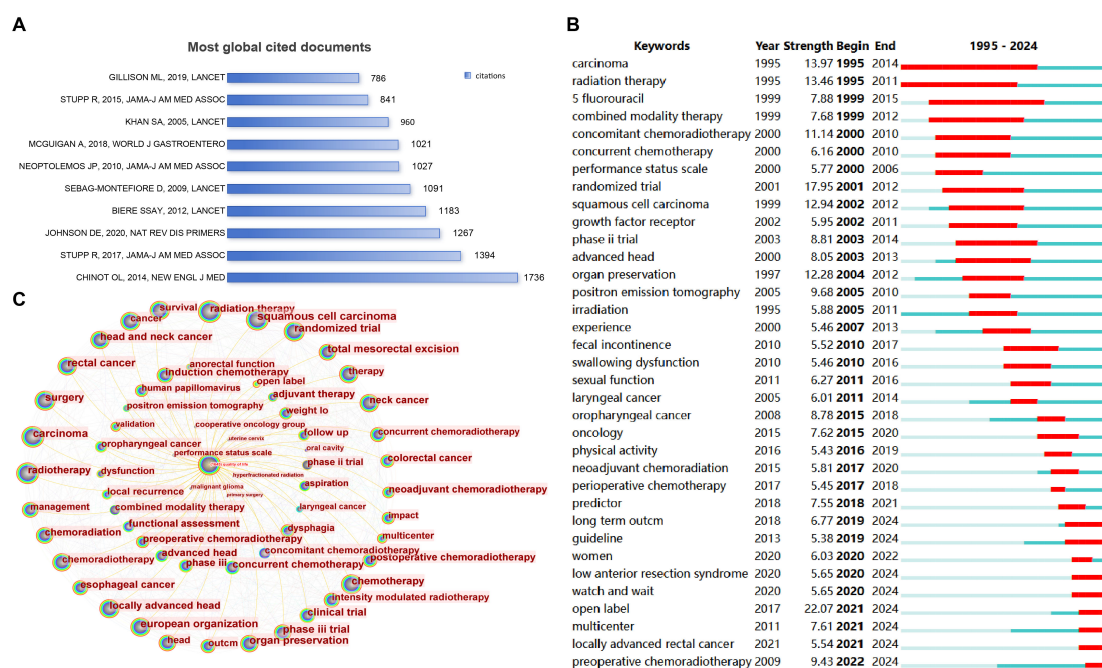 A
Most global cited documents
GILLISON ML, 2019, LANCET 786
citations
STUPP R, 2015, JAMA-J AM MED ASSOC 841
KHAN SA, 2005, LANCET 960
MCGUIGAN A, 2018, WORLD J GASTROENTERO 1021
NEOPTOLEMOS JP, 2010, JAMA-J AM MED ASSOC 1027
SEBAG-MONTEFIORE D, 2009, LANCET 1091
BIERE SSAY, 2012, LANCET 1183
JOHNSON DE, 2020, NAT REV DIS PRIMERS 1267
STUPP R, 2017, JAMA-J AM MED ASSOC 1394
CHINOT OL, 2014, NEW ENGL J MED 1736
B
Keywords Year Strength Begin End 1995 - 2024
carcinoma 1995 13.97 1995 2014
radiation therapy 1995 13.46 1995 2011
5 fluorouracil 1999 7.88 1999 2015
combined modality therapy 1999 7.68 1999 2012
concomitant chemoradiotherapy 2000 11.14 2000 2010
concurrent chemotherapy 2000 6.16 2000 2010
performance status scale 2000 5.77 2000 2006
randomized trial 2001 17.95 2001 2012
squamous cell carcinoma 1999 12.94 2002 2012
growth factor receptor 2002 5.95 2002 2011
phase ii trial 2003 8.81 2003 2014
advanced head 2000 8.05 2003 2013
organ preservation 1997 12.28 2004 2012
positron emission tomography 2005 9.68 2005 2010
irradiation 1995 5.88 2005 2011
experience 2000 5.46 2007 2013
fecal incontinence 2010 5.52 2010 2017
swallowing dysfunction 2010 5.46 2010 2016
sexual function 2011 6.27 2011 2016
laryngeal cancer 2005 6.01 2011 2014
oropharyngeal cancer 2008 8.78 2015 2018
oncology 2015 7.62 2015 2020
physical activity 2016 5.43 2016 2019
neoadjuvant chemoradiation 2015 5.81 2017 2020
perioperative chemotherapy 2017 5.45 2017 2018
predictor 2018 7.55 2018 2021
long term outcm 2018 6.77 2019 2024
guideline 2013 5.38 2019 2024
women 2020 6.03 2020 2022
low anterior resection syndrome 2020 5.65 2020 2024
watch and wait 2020 5.65 2020 2024
open label 2017 22.07 2021 2024
multicenter 2011 7.61 2021 2024
locally advanced rectal cancer 2021 5.54 2021 2024
preoperative chemoradiotherapy 2009 9.43 2022 2024
C
survival
radiation therapy
cancer
squamous cell carcinoma
randomized trial
head and neck cancer
total mesorectal excision
rectal cancer
anorectal function
induction chemotherapy
therapy
open label
human papillomavirus
adjuvant therapy
surgery
neck cancer
positron emission tomography
weight lo
validation
cooperative oncology group
carcinoma
uterine cervix
follow up
concurrent chemoradiotherapy
oropharyngeal cancer
oral cavity
performance status scale
colorectal cancer
phase ii trial
radiotherapy
dysfunction
hyperfractionated radiation
malignant glioma
aspiration
local recurrence
primary surgery
neoadjuvant chemoradiotherapy
management
combined modality therapy
laryngeal cancer
impact
functional assessment
chemoradiation
dysphagia
multicenter
preoperative chemoradiotherapy
advanced head
concomitant chemoradiotherapy
chemoradiotherapy
phase iii
concurrent chemotherapy
postoperative chemoradiotherapy
esophageal cancer
chemotherapy
intensity modulated radiotherapy
locally advanced head
clinical trial
european organization
phase iii trial
head
outcm
organ preservation